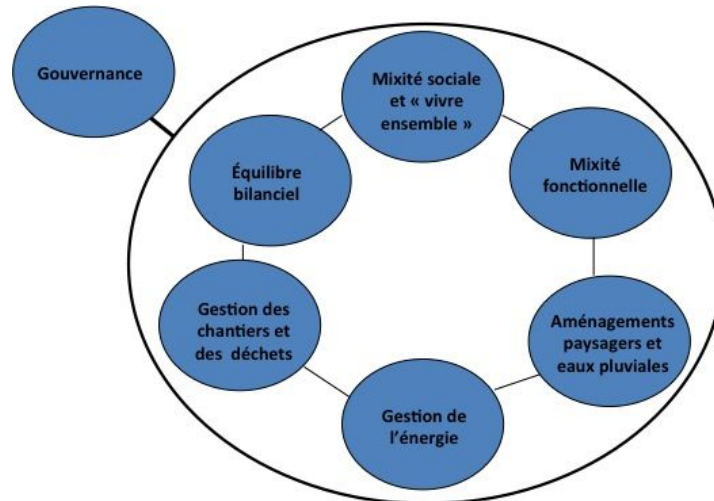 Gouvernance
Mixité sociale
et « vivre
ensemble »
Équilibre
bilanciel
Mixité
fonctionnelle
Gestion des
chantiers et
des déchets
Aménagements
paysagers et
eaux pluviales
Gestion de
l'énergie